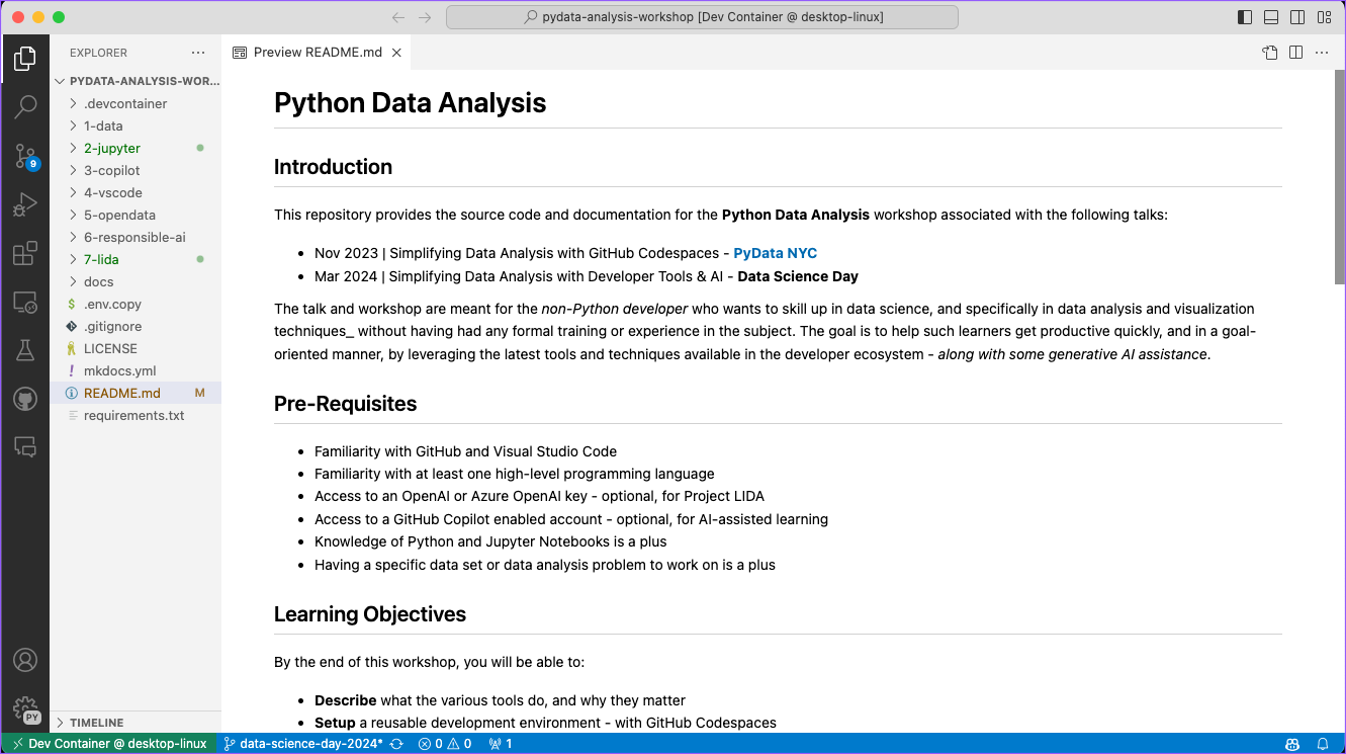 pydata-analysis-workshop [Dev Container @ desktop-linux]
EXPLORER
Preview README.md
PYDATA-ANALYSIS-WOR...
.devcontainer
1-data
2-jupyter
3-copilot
4-vscode
5-opendata
6-responsible-ai
7-lida
docs
$ .env.copy
.gitignore
LICENSE
! mkdocs.yml
README.md M
requirements.txt
9
PY
TIMELINE
Python Data Analysis
Introduction
This repository provides the source code and documentation for the Python Data Analysis workshop associated with the following talks:
• Nov 2023 | Simplifying Data Analysis with GitHub Codespaces - PyData NYC
• Mar 2024 | Simplifying Data Analysis with Developer Tools & AI - Data Science Day
The talk and workshop are meant for the non-Python developer who wants to skill up in data science, and specifically in data analysis and visualization
techniques_ without having had any formal training or experience in the subject. The goal is to help such learners get productive quickly, and in a goal-
oriented manner, by leveraging the latest tools and techniques available in the developer ecosystem - along with some generative AI assistance.
Pre-Requisites
• Familiarity with GitHub and Visual Studio Code
• Familiarity with at least one high-level programming language
• Access to an OpenAI or Azure OpenAI key - optional, for Project LIDA
• Access to a GitHub Copilot enabled account - optional, for AI-assisted learning
• Knowledge of Python and Jupyter Notebooks is a plus
• Having a specific data set or data analysis problem to work on is a plus
Learning Objectives
By the end of this workshop, you will be able to:
• Describe what the various tools do, and why they matter
• Setup a reusable development environment - with GitHub Codespaces
Dev Container @ desktop-linux data-science-day-2024* 0 0 1